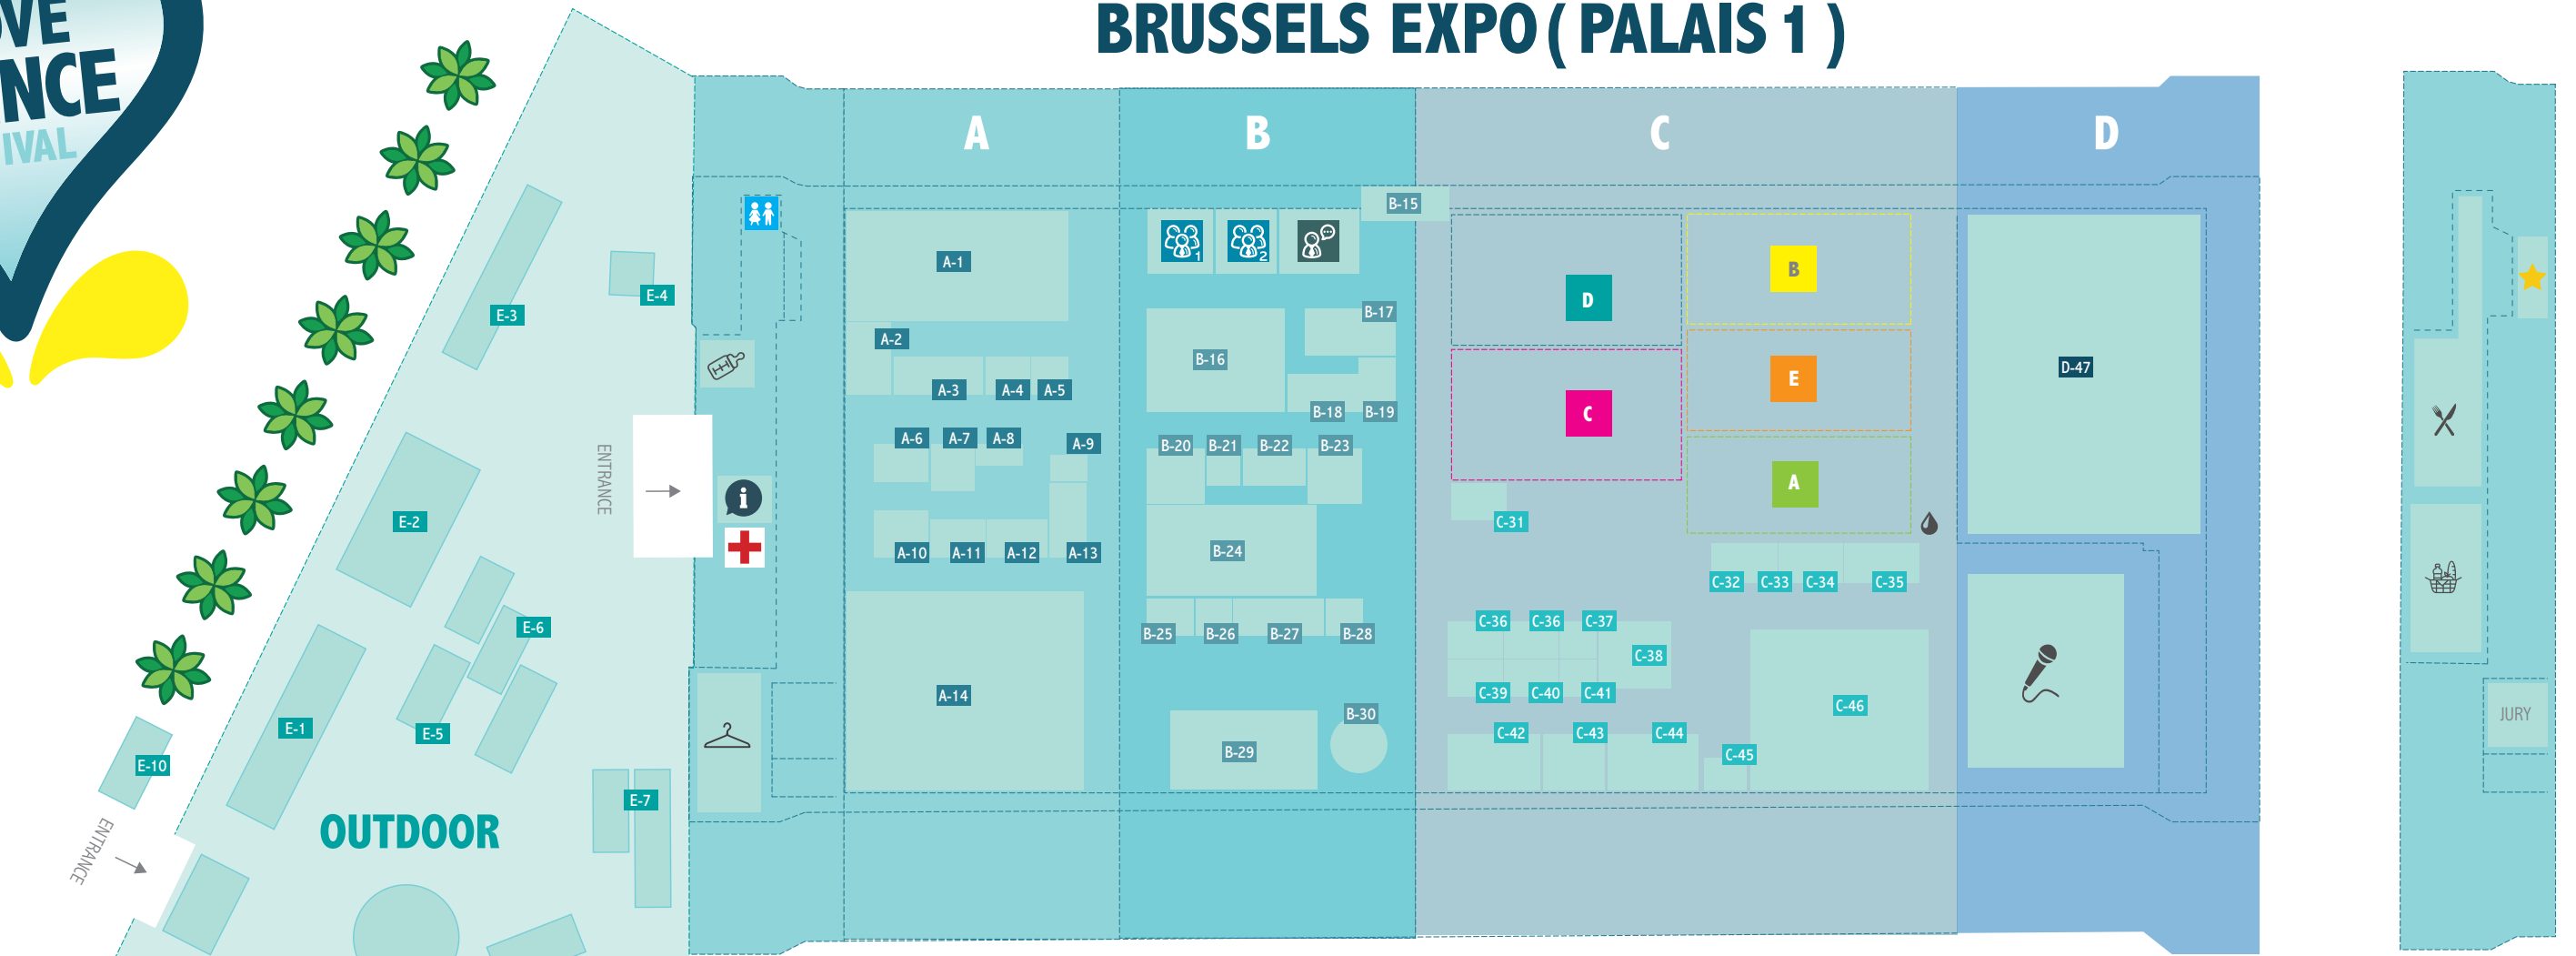 BRUSSELS EXPO ( PALAIS 1 )
OVE
NCE
IVAL
A
B
C
D
E-3
E-4
E-2
E-6
E-5
E-1
E-10
E-7
ENTRANCE
ENTRANCE
OUTDOOR
A-1
A-2
A-3
A-4
A-5
A-6
A-7
A-8
A-9
A-10
A-11
A-12
A-13
A-14
1
2
B-15
B-16
B-17
B-18
B-19
B-20
B-21
B-22
B-23
B-24
B-25
B-26
B-27
B-28
B-29
B-30
D
B
C
E
A
C-31
C-32
C-33
C-34
C-35
C-36
C-36
C-37
C-38
C-39
C-40
C-41
C-42
C-43
C-44
C-45
C-46
D-47
JURY